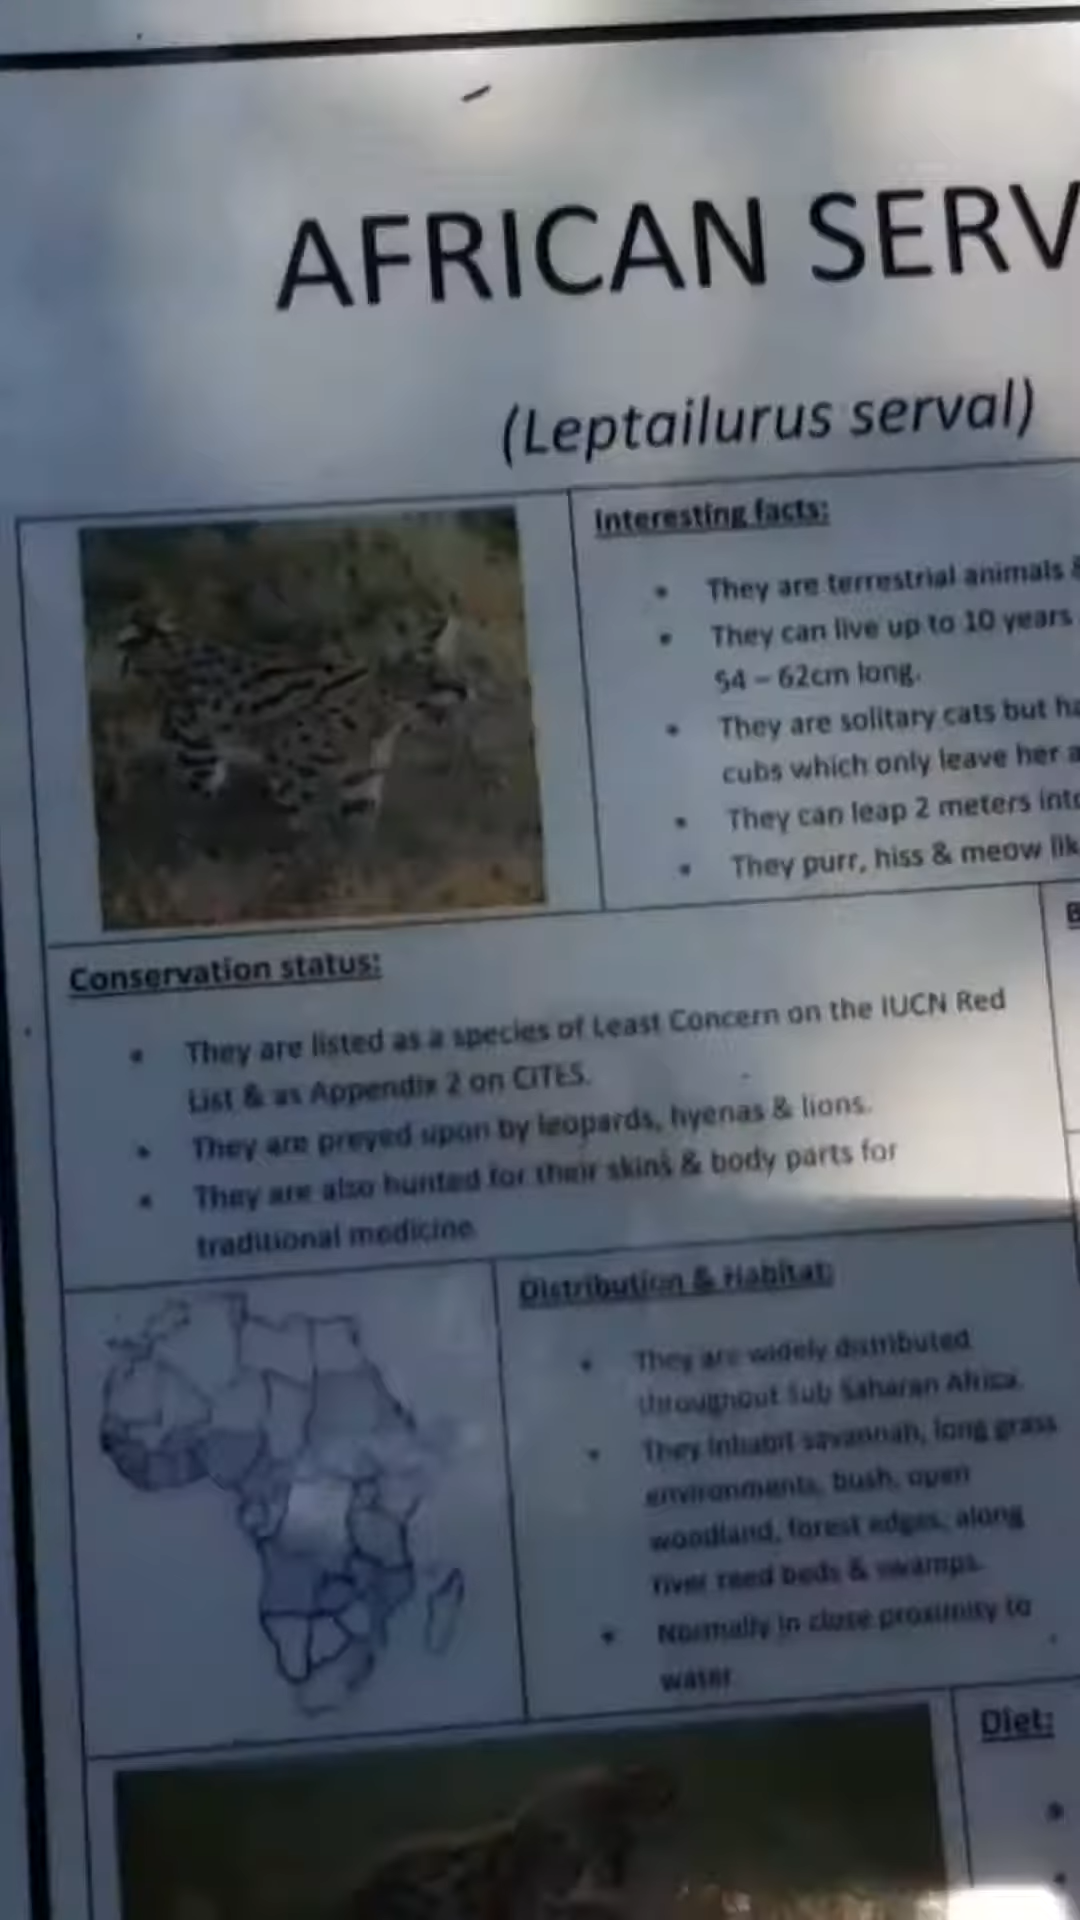 AFRICAN SERV
(Leptailurus serval)
Interesting facts:
They are terrestrial animals &
They can live up to 10 years
54 – 62cm long.
They are solitary cats but ha
cubs which only leave her a
They can leap 2 meters into
They purr, hiss & meow lik
Conservation status:
They are listed as a species of Least Concern on the IUCN Red
List & as Appendix 2 on CITES.
They are preyed upon by leopards, hyenas & lions.
They are also hunted for their skins & body parts for
traditional medicine.
B
Distribution & Habitat:
They are widely distributed
throughout Sub Saharan Africa.
They inhabit savannah, long grass
environments, bush, open
woodland, forest edges, along
river reed beds & swamps.
Normally in close proximity to
water.
Diet: